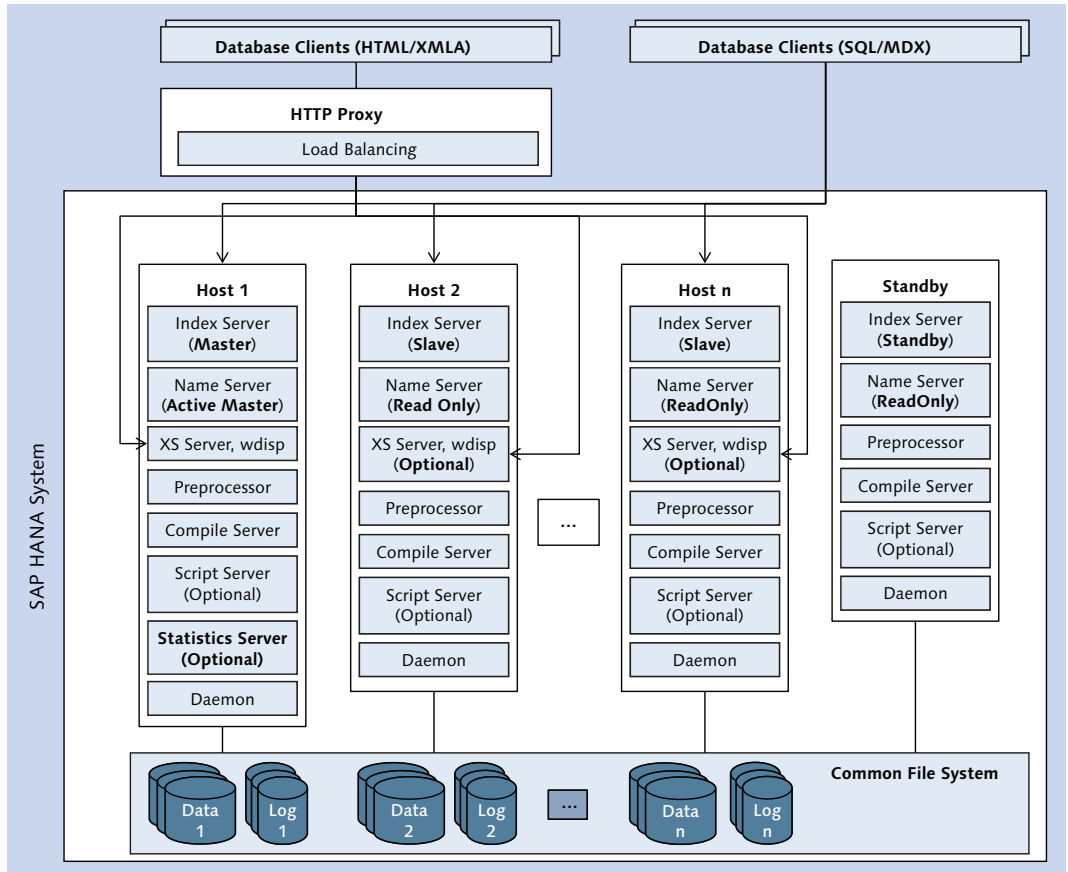 Database Clients (HTML/XMLA)
Database Clients (SQL/MDX)
HTTP Proxy
Load Balancing
SAP HANA System
Host 1
Index Server
(Master)
Name Server
(Active Master)
XS Server, wdisp
Preprocessor
Compile Server
Script Server
(Optional)
Statistics Server
(Optional)
Daemon
Host 2
Index Server
(Slave)
Name Server
(Read Only)
XS Server, wdisp
(Optional)
Preprocessor
Compile Server
Script Server
(Optional)
Daemon
...
Host n
Index Server
(Slave)
Name Server
(ReadOnly)
XS Server, wdisp
(Optional)
Preprocessor
Compile Server
Script Server
(Optional)
Daemon
Standby
Index Server
(Standby)
Name Server
(ReadOnly)
Preprocessor
Compile Server
Script Server
(Optional)
Daemon
Common File System
Data
1
Log
1
Data
2
Log
2
...
Data
n
Log
n